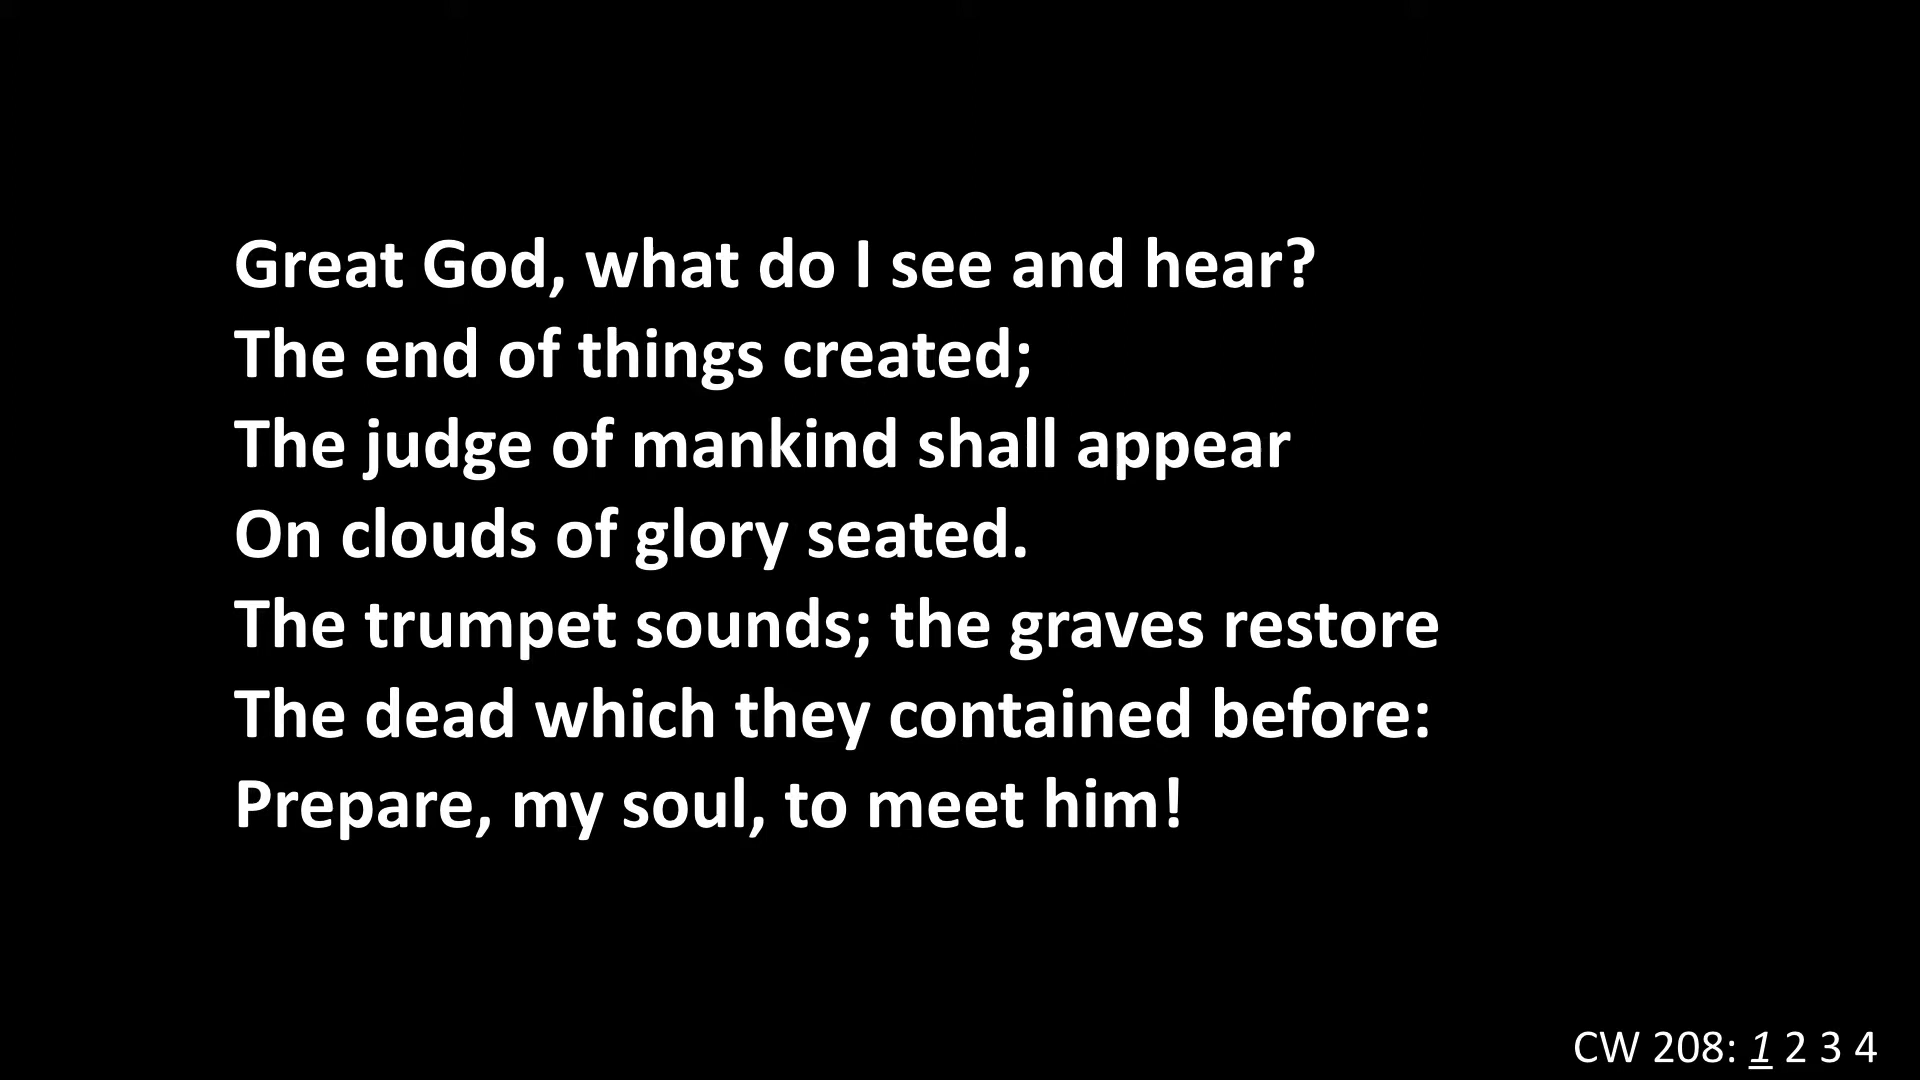 Great God, what do I see and hear?
The end of things created;
The judge of mankind shall appear
On clouds of glory seated.
The trumpet sounds; the graves restore
The dead which they contained before:
Prepare, my soul, to meet him!
CW 208: 1 2 3 4